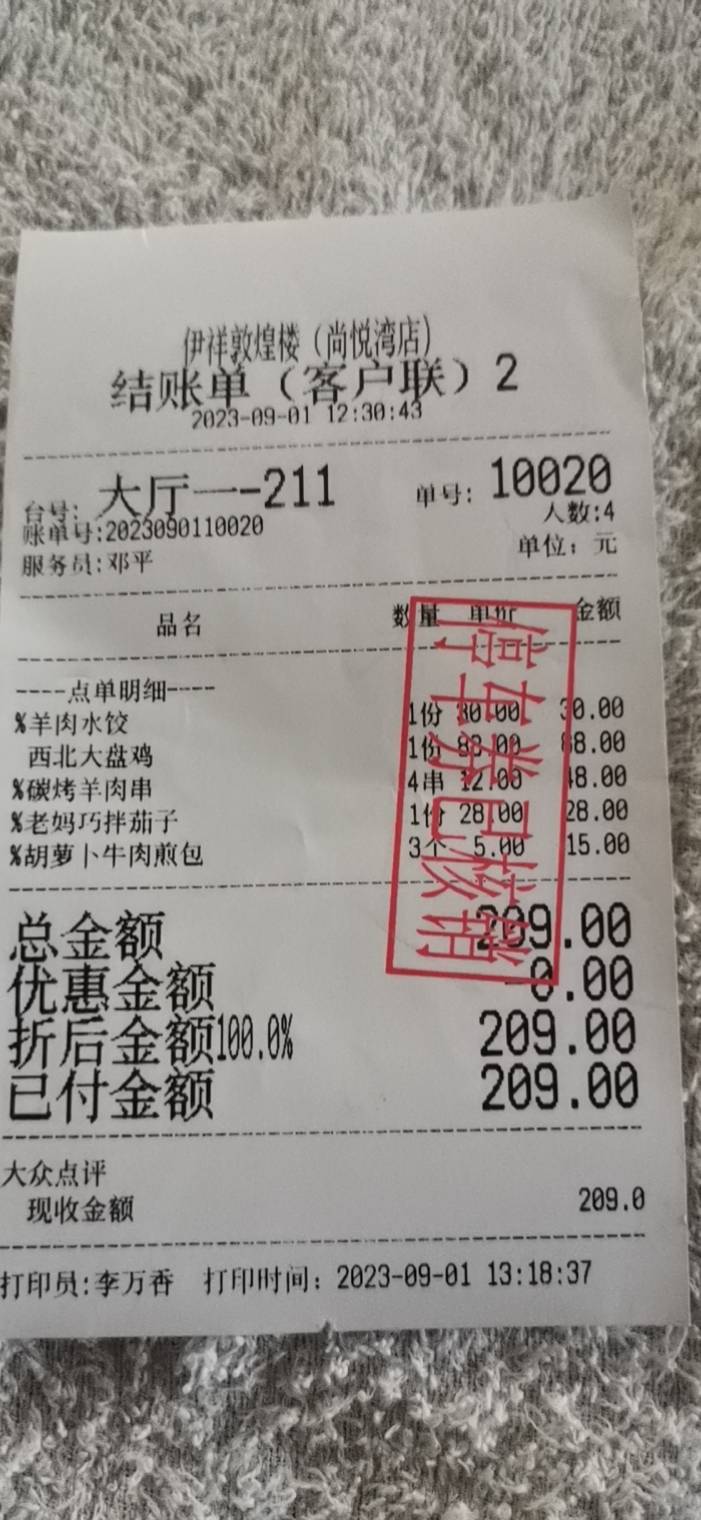 伊祥敦煌楼（尚悦湾店）
结账单（客户联）2
2023-09-01 12:30:43
台号: 大厅一-211 单号: 10020
账单号:2023090110020 人数:4
服务员:邓平 单位: 元
品名 数量 单价 金额
----点单明细----
%羊肉水饺 1份 30.00 30.00
西北大盘鸡 1份 88.00 88.00
%碳烤羊肉串 4串 12.00 48.00
%老妈巧拌茄子 1份 28.00 28.00
%胡萝卜牛肉煎包 3个 5.00 15.00
停车券已核销
总金额 209.00
优惠金额 0.00
折后金额100.0% 209.00
已付金额 209.00
大众点评
现收金额 209.0
打印员:李万香 打印时间: 2023-09-01 13:18:37